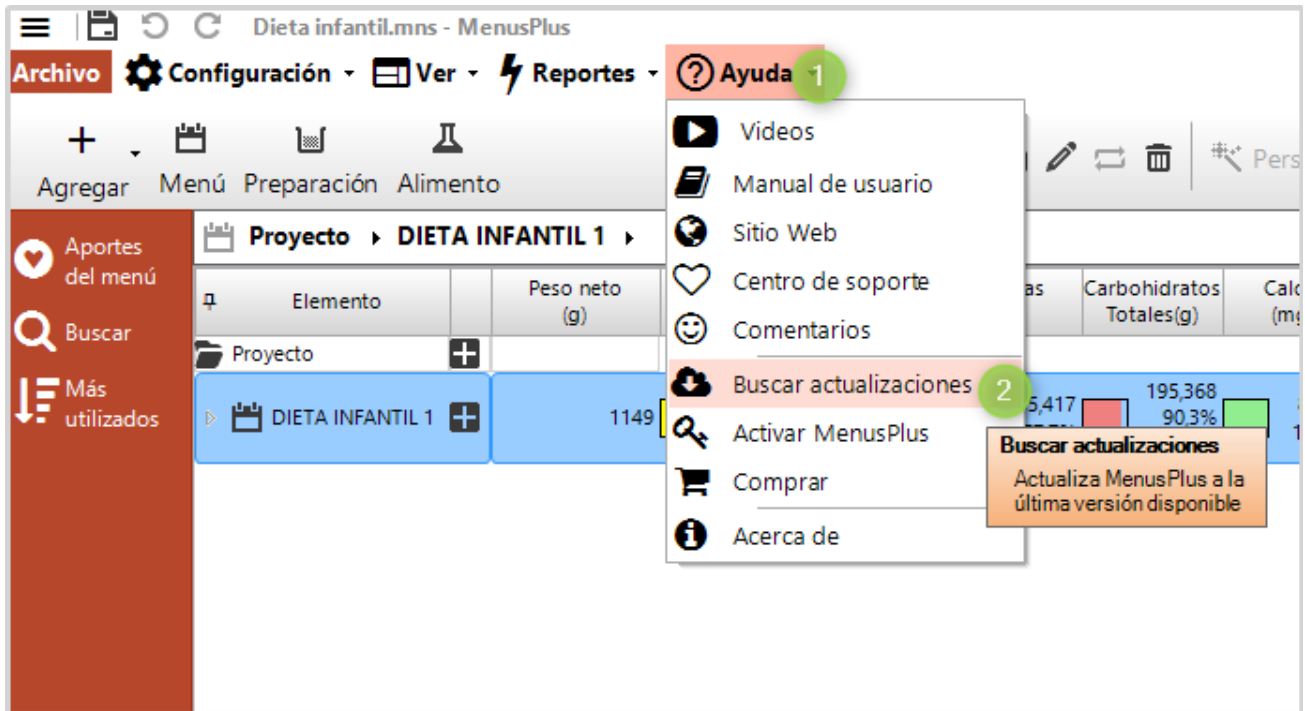 Dieta infantil.mns - MenusPlus
Archivo Configuración Ver Reportes Ayuda 1
Agregar Menú Preparación Alimento
Videos
Manual de usuario
Sitio Web
Centro de soporte
Comentarios
Buscar actualizaciones 2
Activar MenusPlus
Comprar
Acerca de
Buscar actualizaciones
Actualiza MenusPlus a la
última versión disponible
Aportes
del menú
Buscar
Más
utilizados
Proyecto DIETA INFANTIL 1
Elemento
Peso neto
(g)
Carbohidratos
Totales(g)
Proyecto
DIETA INFANTIL 1
1149
5,417
195,368
90,3%